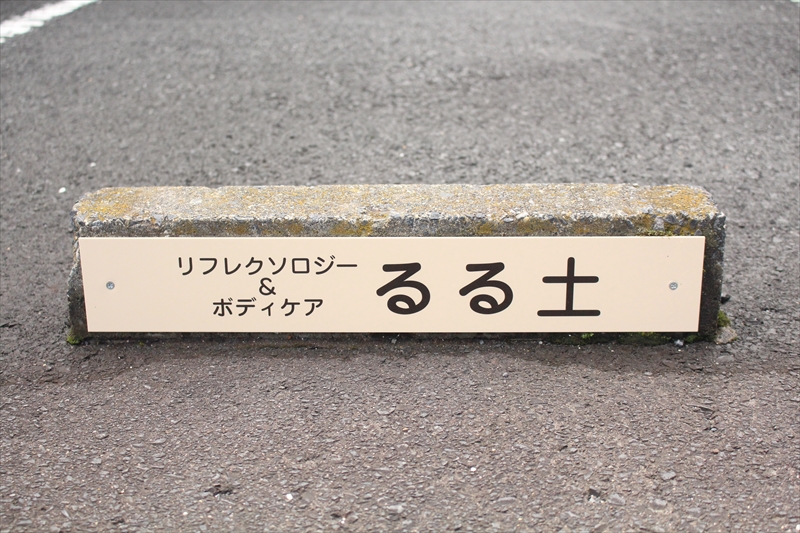 リフレクソロジー
&
ボディケア
るる土